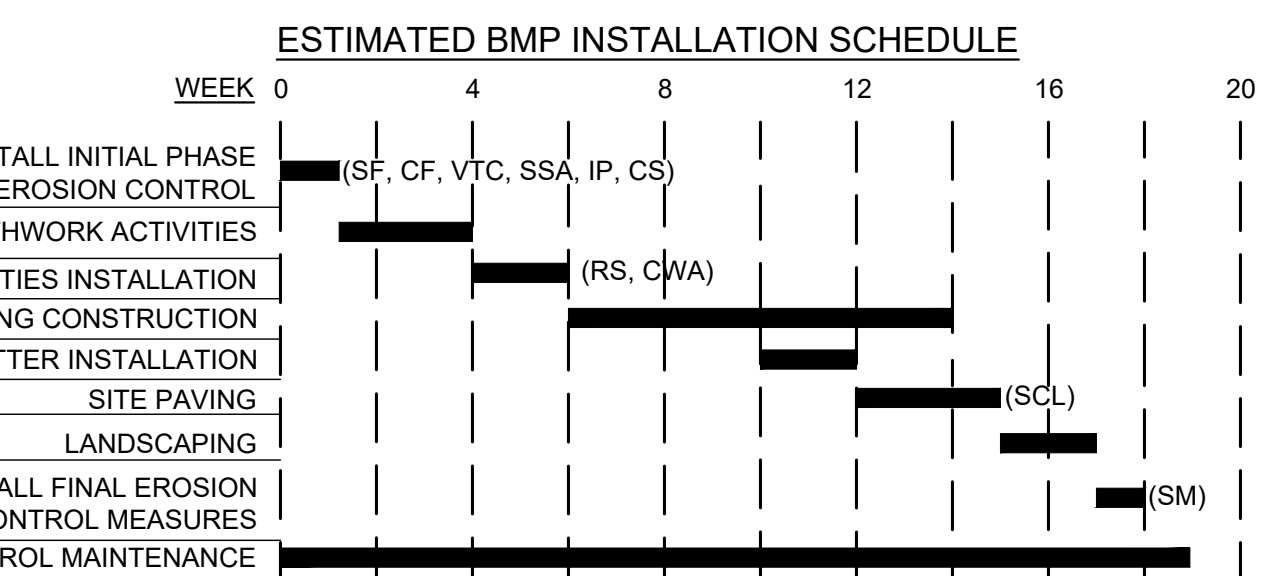 ESTIMATED BMP INSTALLATION SCHEDULE
WEEK 0 4 8 12 16 20
TALL INITIAL PHASE
EROSION CONTROL
(SF, CF, VTC, SSA, IP, CS)
HWORK ACTIVITIES
TIES INSTALLATION (RS, CWA)
NG CONSTRUCTION
TTER INSTALLATION
SITE PAVING (SCL)
LANDSCAPING
ALL FINAL EROSION
ONTROL MEASURES
(SM)
ROL MAINTENANCE